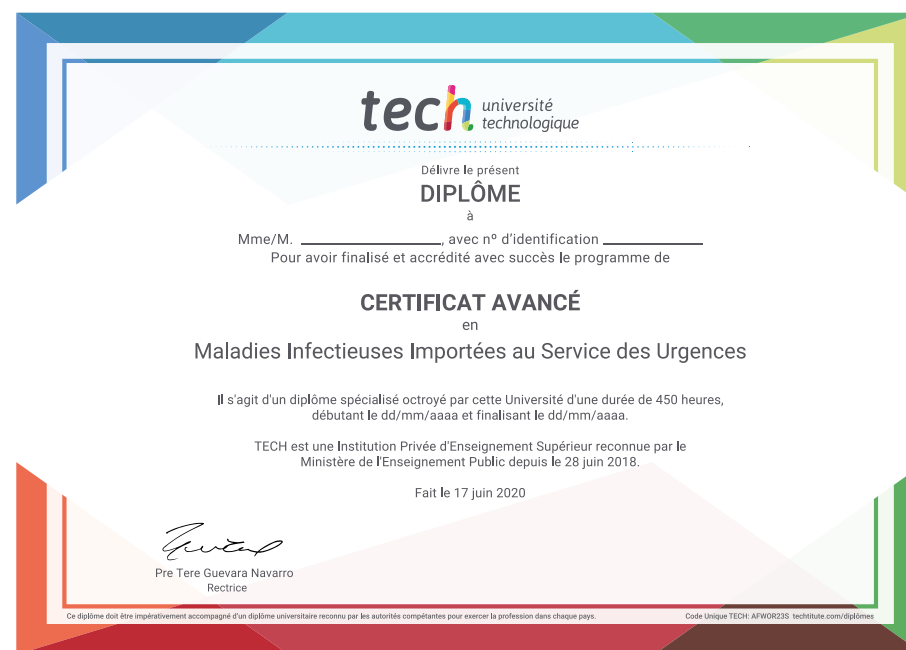 tech université
technologique
Délivre le présent
DIPLÔME
à
Mme/M. ____________________, avec nº d'identification ______________
Pour avoir finalisé et accrédité avec succès le programme de
CERTIFICAT AVANCÉ
en
Maladies Infectieuses Importées au Service des Urgences
Il s'agit d'un diplôme spécialisé octroyé par cette Université d'une durée de 450 heures,
débutant le dd/mm/aaaa et finalisant le dd/mm/aaaa.
TECH est une Institution Privée d'Enseignement Supérieur reconnue par le
Ministère de l'Enseignement Public depuis le 28 juin 2018.
Fait le 17 juin 2020
Pre Tere Guevara Navarro
Rectrice
Ce diplôme doit être impérativement accompagné d'un diplôme universitaire reconnu par les autorités compétantes pour exercer la profession dans chaque pays.
Code Unique TECH: AFWOR23S techtitute.com/diplômes